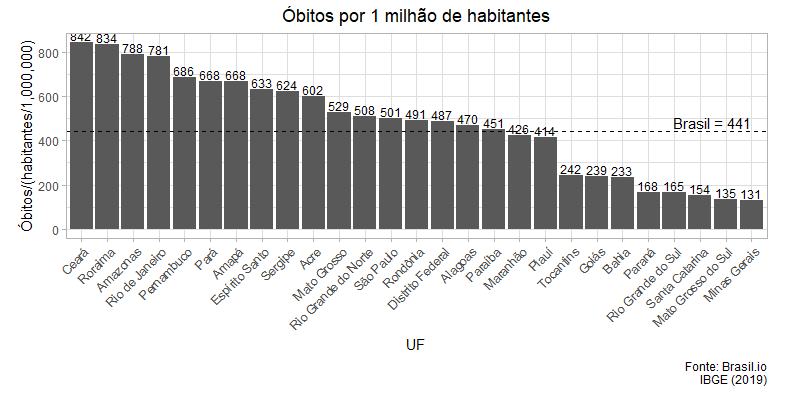 Óbitos por 1 milhão de habitantes
Óbitos/(habitantes/1,000,000)
800
600
400
200
0
842
834
788
781
686
668
668
633
624
602
529
508
501
491
487
470
451
426
414
242
239
233
168
165
154
135
131
Brasil = 441
Ceará
Roraima
Amazonas
Rio de Janeiro
Pernambuco
Pará
Amapá
Espírito Santo
Sergipe
Acre
Mato Grosso
Rio Grande do Norte
São Paulo
Rondônia
Distrito Federal
Alagoas
Paraíba
Maranhão
Piauí
Tocantins
Goiás
Bahia
Paraná
Rio Grande do Sul
Santa Catarina
Mato Grosso do Sul
Minas Gerais
UF
Fonte: Brasil.io
IBGE (2019)